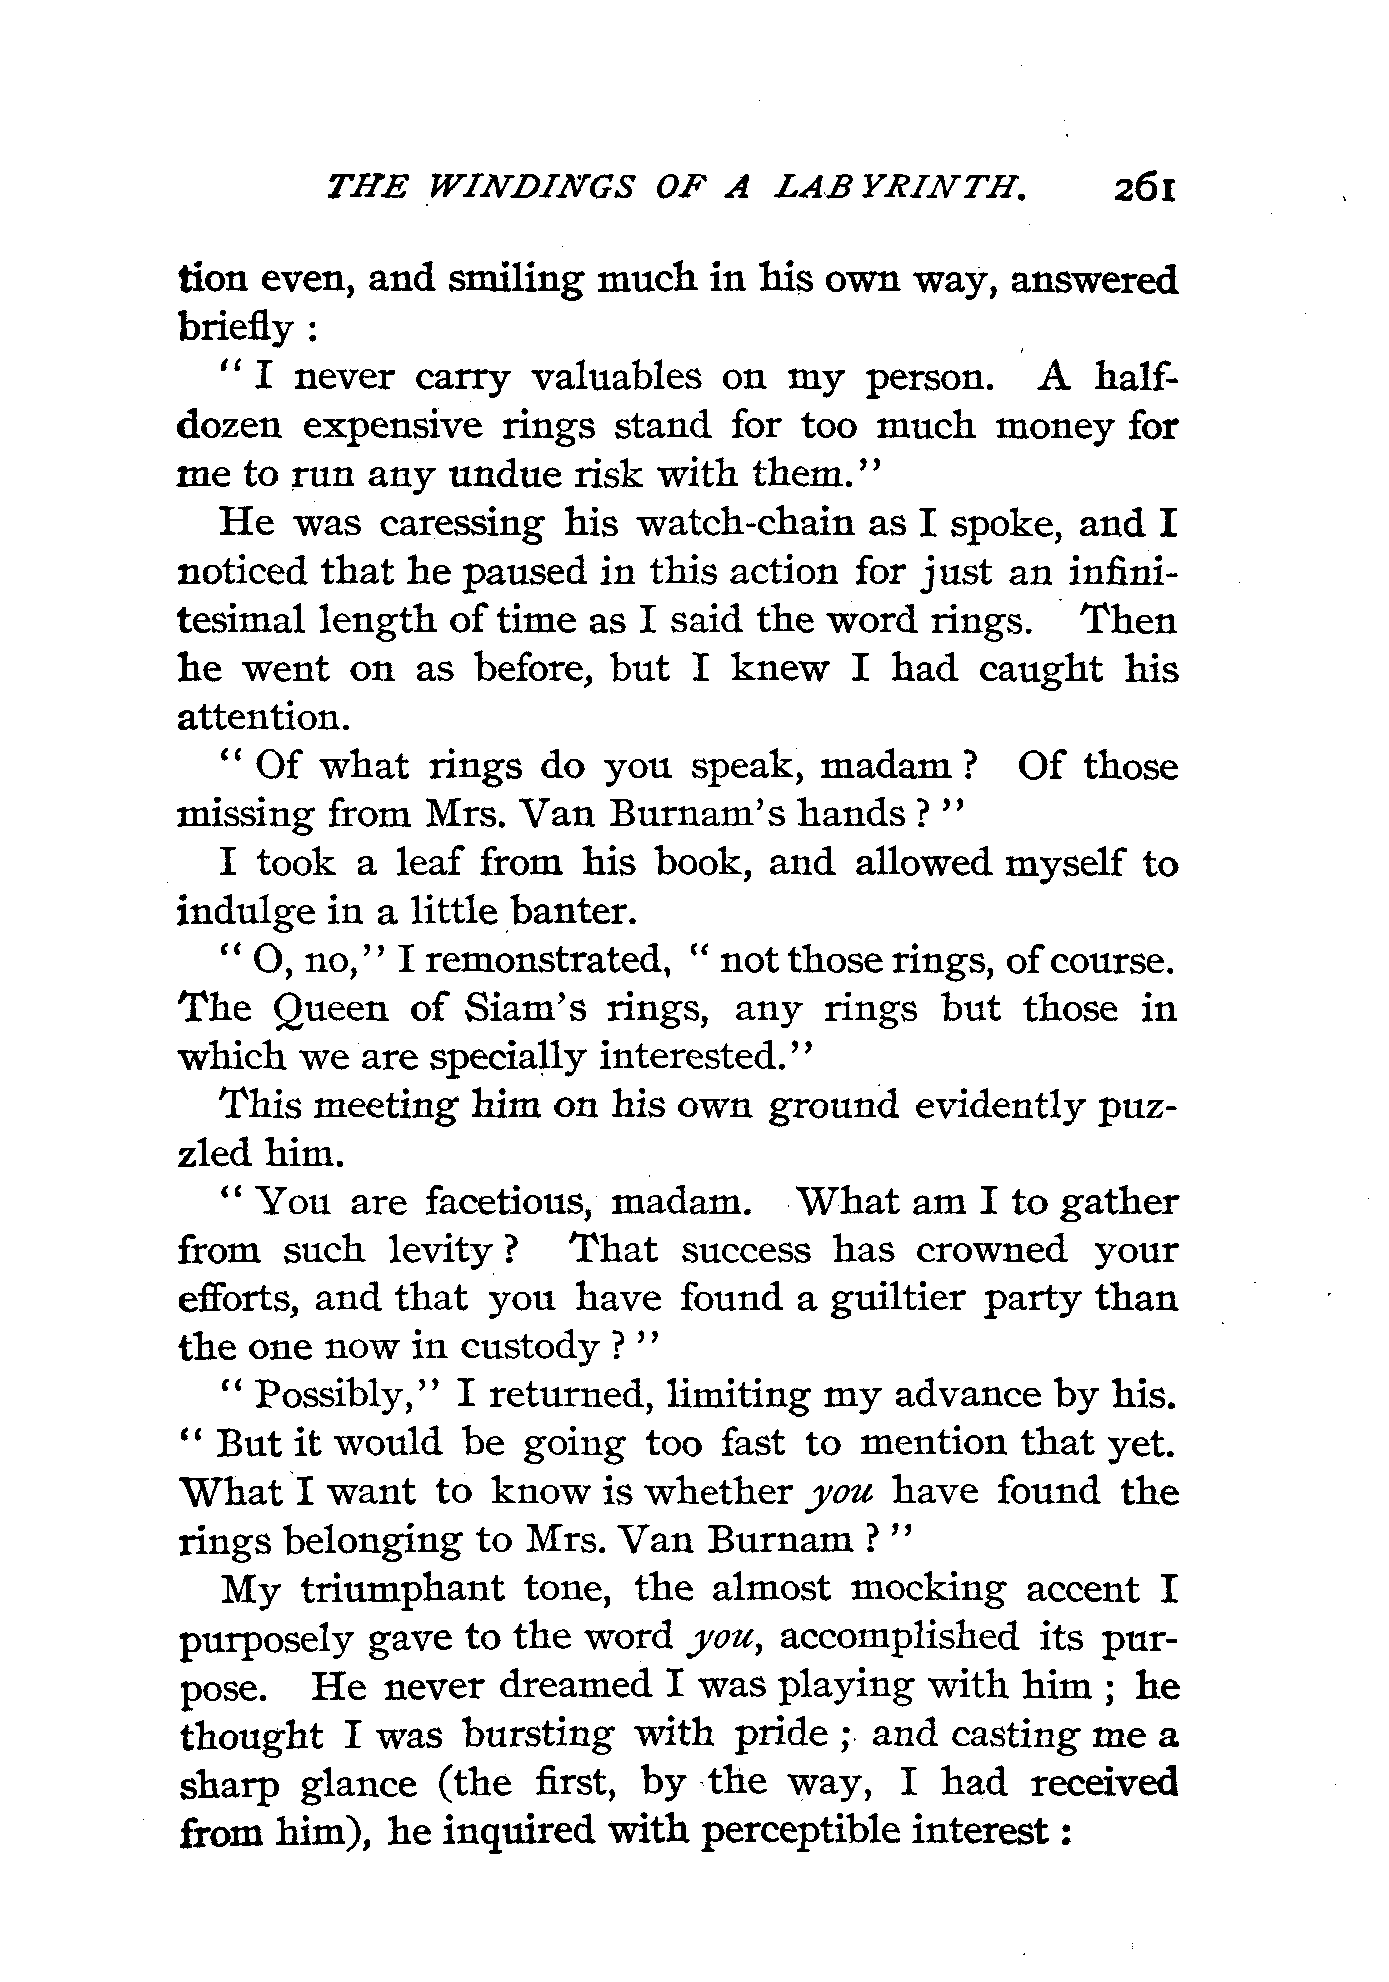 THE WINDINGS OF A LABYRINTH. 261
tion even, and smiling much in his own way, answered
briefly :
" I never carry valuables on my person. A half-
dozen expensive rings stand for too much money for
me to run any undue risk with them."
He was caressing his watch-chain as I spoke, and I
noticed that he paused in this action for just an infini-
tesimal length of time as I said the word rings. Then
he went on as before, but I knew I had caught his
attention.
" Of what rings do you speak, madam ? Of those
missing from Mrs. Van Burnam's hands ? "
I took a leaf from his book, and allowed myself to
indulge in a little banter.
" O, no," I remonstrated, " not those rings, of course.
The Queen of Siam's rings, any rings but those in
which we are specially interested."
This meeting him on his own ground evidently puz-
zled him.
" You are facetious, madam. What am I to gather
from such levity ? That success has crowned your
efforts, and that you have found a guiltier party than
the one now in custody ? "
" Possibly," I returned, limiting my advance by his.
" But it would be going too fast to mention that yet.
What I want to know is whether you have found the
rings belonging to Mrs. Van Burnam ? "
My triumphant tone, the almost mocking accent I
purposely gave to the word you, accomplished its pur-
pose. He never dreamed I was playing with him ; he
thought I was bursting with pride ; and casting me a
sharp glance (the first, by the way, I had received
from him), he inquired with perceptible interest :